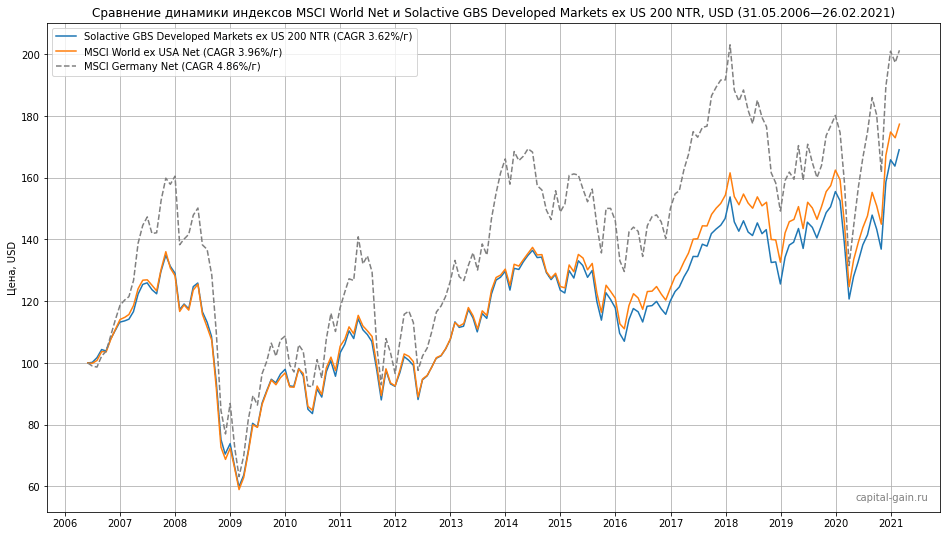 Сравнение динамики индексов MSCI World Net и Solactive GBS Developed Markets ex US 200 NTR, USD (31.05.2006—26.02.2021)
Solactive GBS Developed Markets ex US 200 NTR (CAGR 3.62%/г)
MSCI World ex USA Net (CAGR 3.96%/г)
MSCI Germany Net (CAGR 4.86%/г)
Цена, USD
200
180
160
140
120
100
80
60
capital-gain.ru
2006 2007 2008 2009 2010 2011 2012 2013 2014 2015 2016 2017 2018 2019 2020 2021